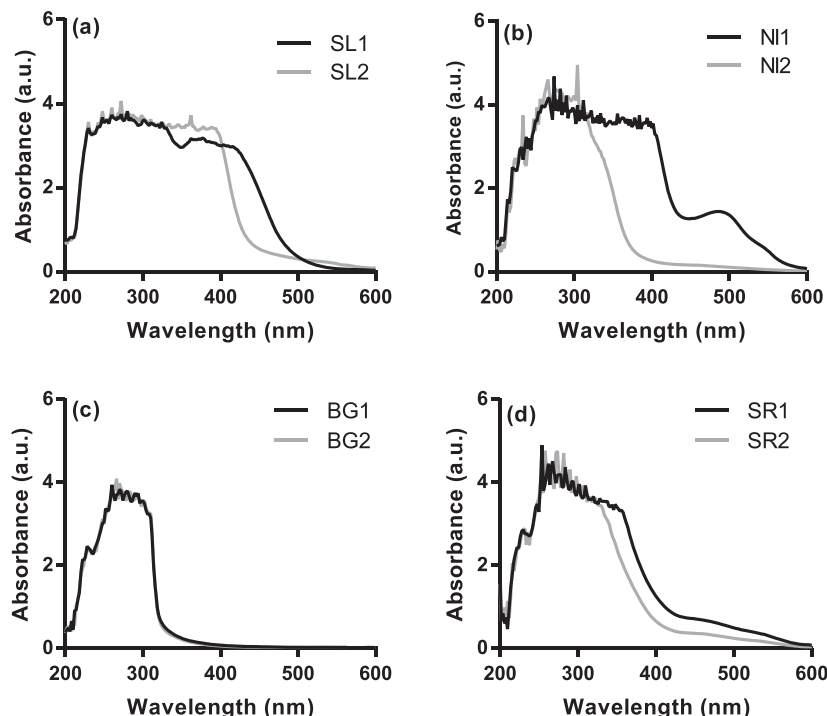 (a)
SL1
SL2
6
4
2
0
200 300 400 500 600
Absorbance (a.u.)
Wavelength (nm)
(b)
NI1
NI2
6
4
2
0
200 300 400 500 600
Absorbance (a.u.)
Wavelength (nm)
(c)
BG1
BG2
6
4
2
0
200 300 400 500 600
Absorbance (a.u.)
Wavelength (nm)
(d)
SR1
SR2
6
4
2
0
200 300 400 500 600
Absorbance (a.u.)
Wavelength (nm)